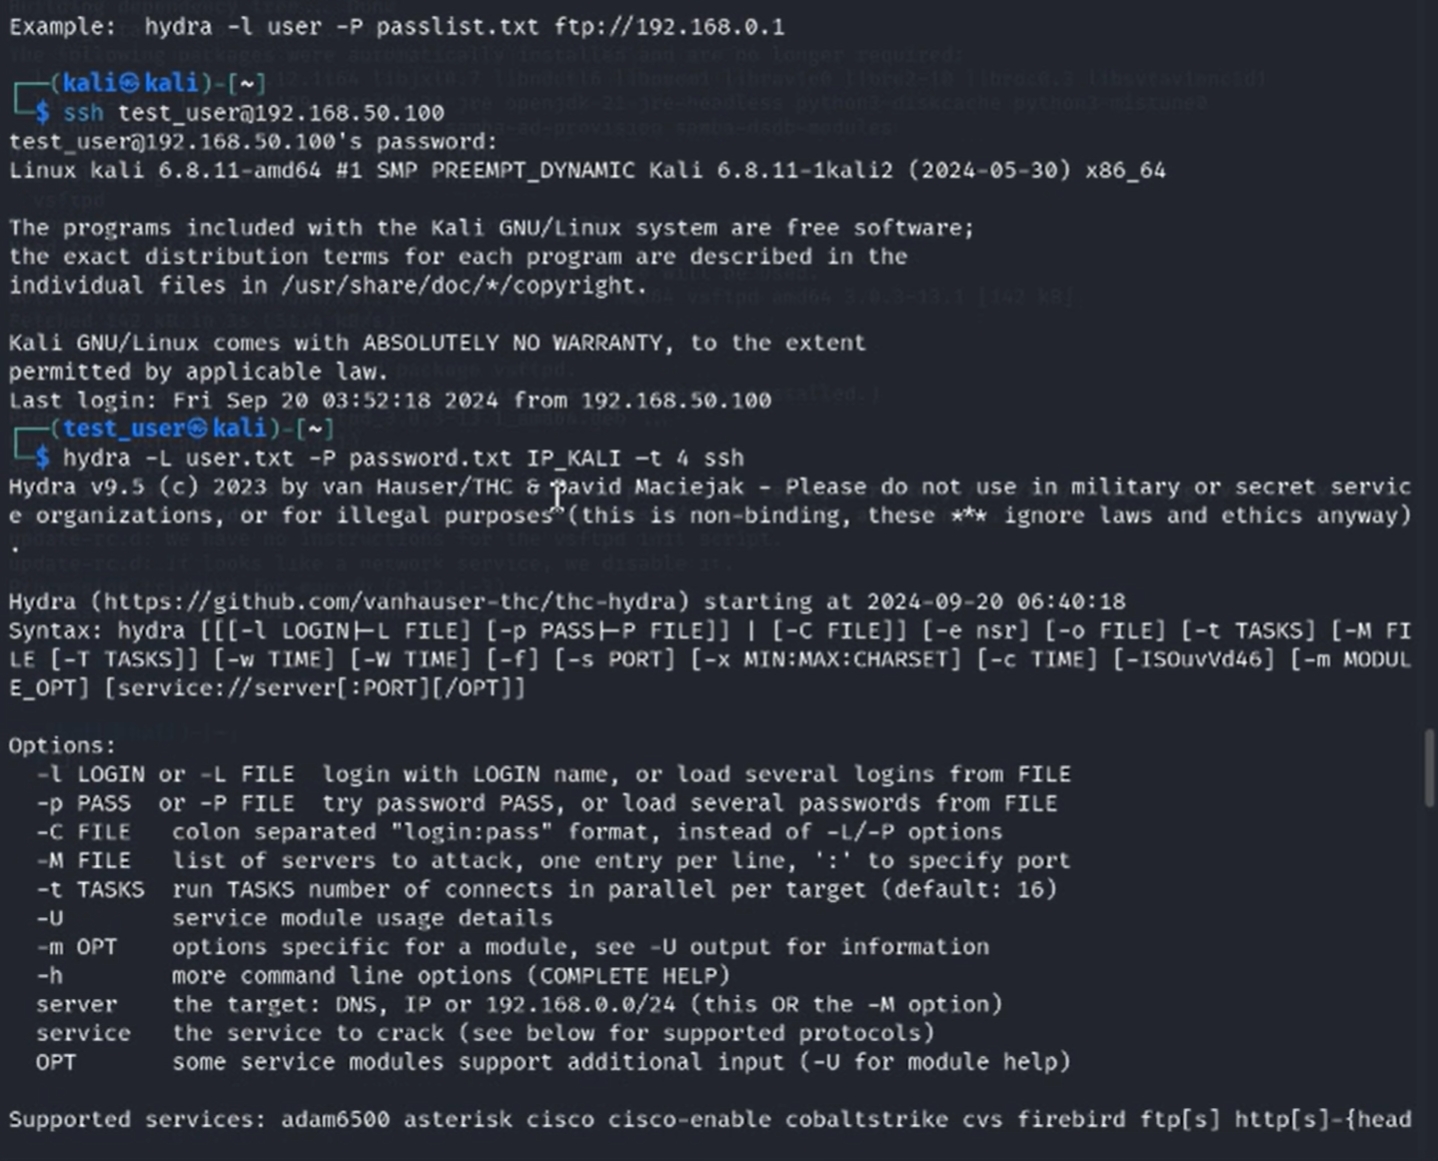 Example:  hydra -l user -P passlist.txt ftp://192.168.0.1
┌──(kali㉿kali)-[~]
└─$ ssh test_user@192.168.50.100
test_user@192.168.50.100's password:
Linux kali 6.8.11-amd64 #1 SMP PREEMPT_DYNAMIC Kali 6.8.11-1kali2 (2024-05-30) x86_64
The programs included with the Kali GNU/Linux system are free software;
the exact distribution terms for each program are described in the
individual files in /usr/share/doc/*/copyright.
Kali GNU/Linux comes with ABSOLUTELY NO WARRANTY, to the extent
permitted by applicable law.
Last login: Fri Sep 20 03:52:18 2024 from 192.168.50.100
┌──(test_user㉿kali)-[~]
└─$ hydra -L user.txt -P password.txt IP_KALI -t 4 ssh
Hydra v9.5 (c) 2023 by van Hauser/THC & David Maciejak - Please do not use in military or secret servic
e organizations, or for illegal purposes (this is non-binding, these *** ignore laws and ethics anyway)
.
Hydra (https://github.com/vanhauser-thc/thc-hydra) starting at 2024-09-20 06:40:18
Syntax: hydra [[[-l LOGIN|-L FILE] [-p PASS|-P FILE]] | [-C FILE]] [-e nsr] [-o FILE] [-t TASKS] [-M FI
LE [-T TASKS]] [-w TIME] [-W TIME] [-f] [-s PORT] [-x MIN:MAX:CHARSET] [-c TIME] [-ISOuvVd46] [-m MODUL
E_OPT] [service://server[:PORT][/OPT]]
Options:
  -l LOGIN or -L FILE  login with LOGIN name, or load several logins from FILE
  -p PASS  or -P FILE  try password PASS, or load several passwords from FILE
  -C FILE   colon separated "login:pass" format, instead of -L/-P options
  -M FILE   list of servers to attack, one entry per line, ':' to specify port
  -t TASKS  run TASKS number of connects in parallel per target (default: 16)
  -U        service module usage details
  -m OPT    options specific for a module, see -U output for information
  -h        more command line options (COMPLETE HELP)
  server    the target: DNS, IP or 192.168.0.0/24 (this OR the -M option)
  service   the service to crack (see below for supported protocols)
  OPT       some service modules support additional input (-U for module help)
Supported services: adam6500 asterisk cisco cisco-enable cobaltstrike cvs firebird ftp[s] http[s]-{head